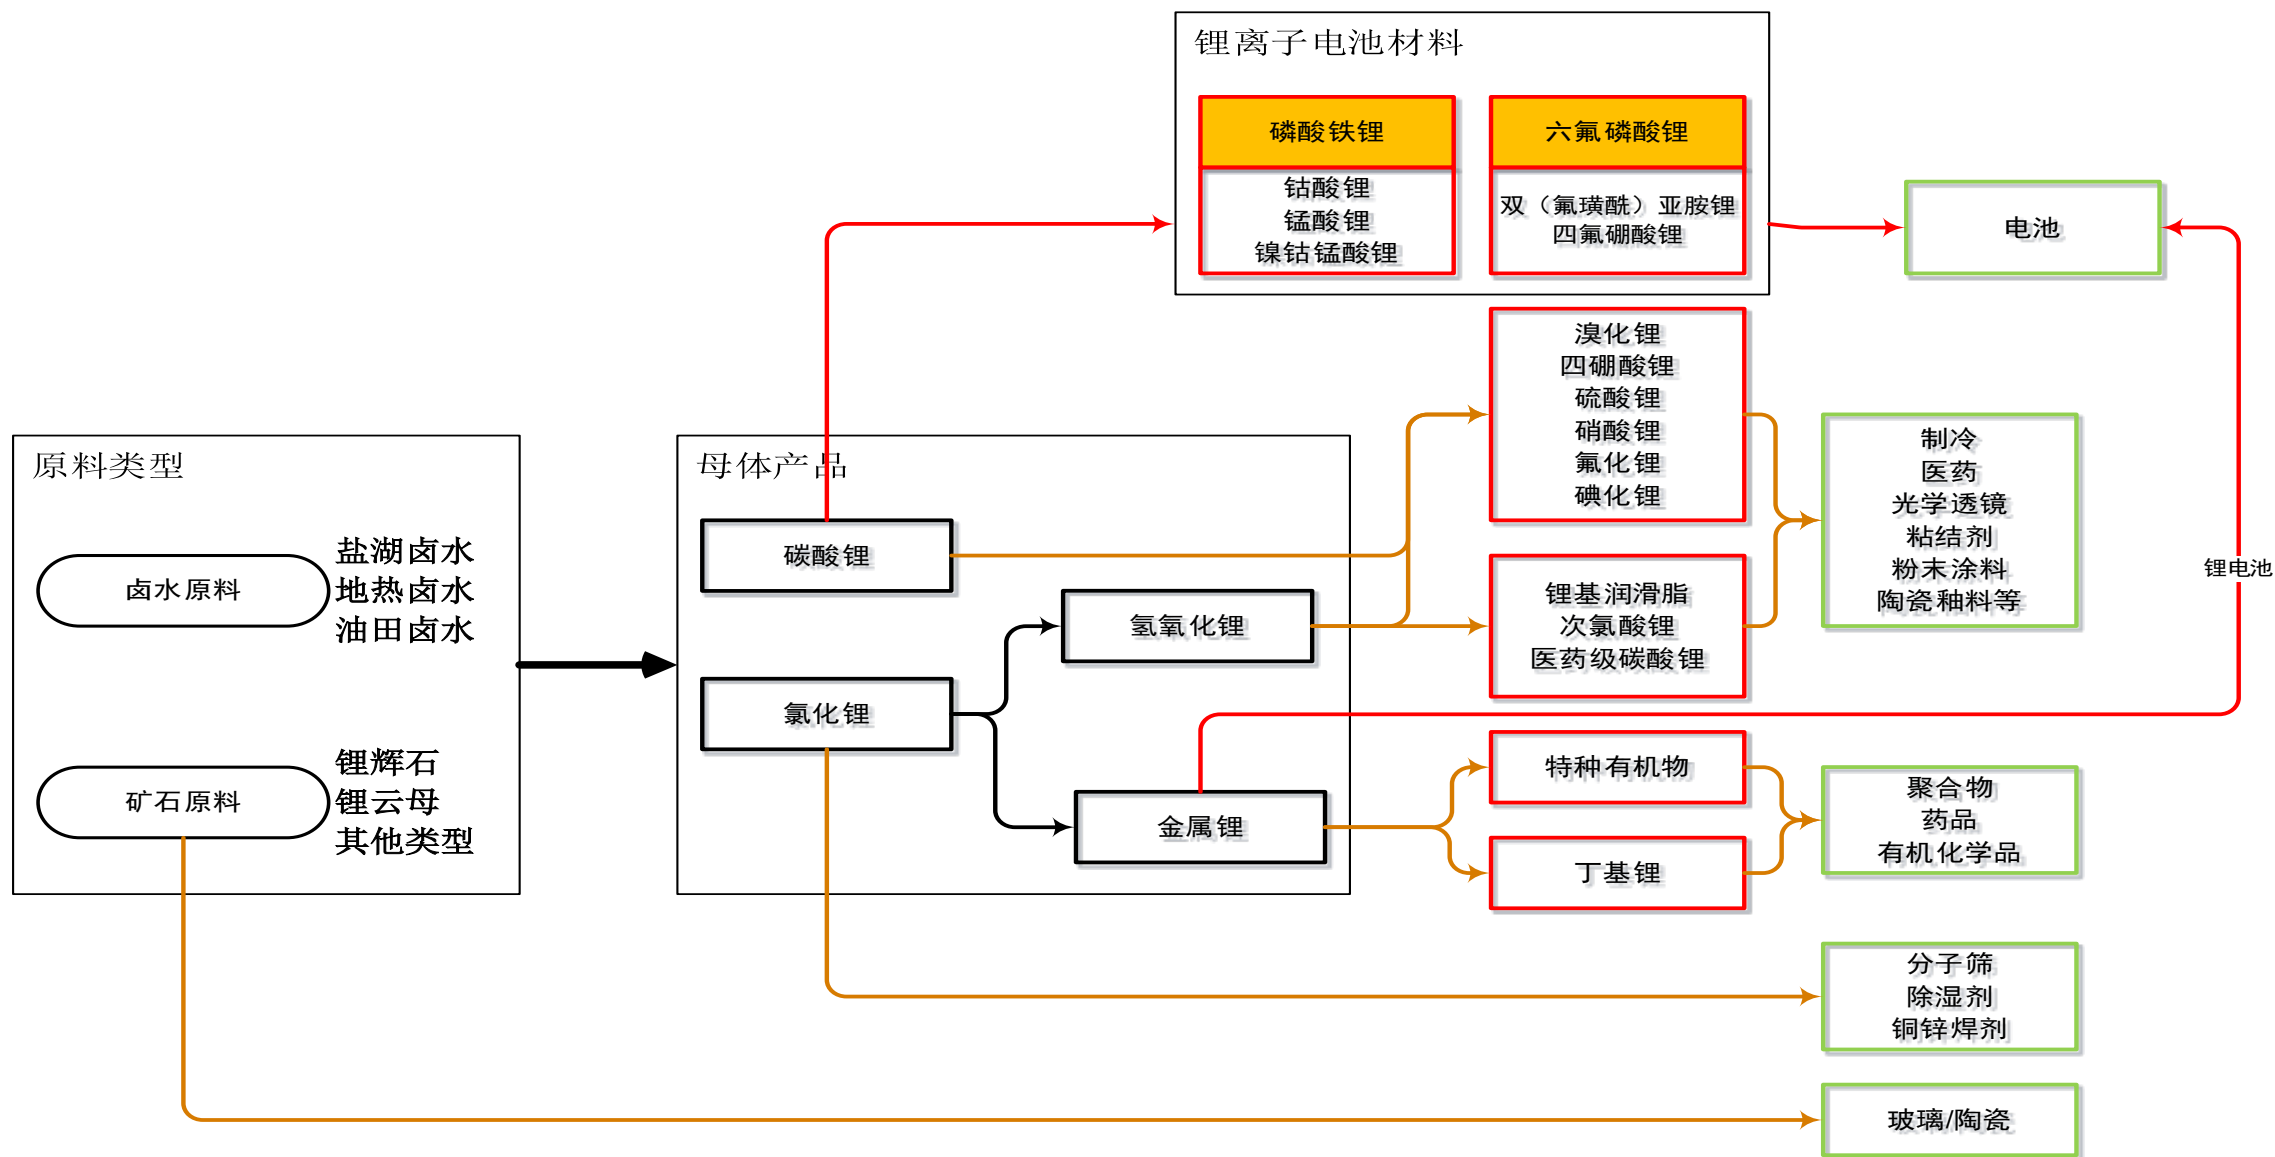 锂离子电池材料
磷酸铁锂
钴酸锂
锰酸锂
镍钴锰酸锂
六氟磷酸锂
双（氟璜酰）亚胺锂
四氟硼酸锂
电池
原料类型
卤水原料
盐湖卤水
地热卤水
油田卤水
矿石原料
锂辉石
锂云母
其他类型
母体产品
碳酸锂
氢氧化锂
氯化锂
金属锂
溴化锂
四硼酸锂
硫酸锂
硝酸锂
氟化锂
碘化锂
锂基润滑脂
次氯酸锂
医药级碳酸锂
制冷
医药
光学透镜
粘结剂
粉末涂料
陶瓷釉料等
锂电池
特种有机物
丁基锂
聚合物
药品
有机化学品
分子筛
除湿剂
铜锌焊剂
玻璃/陶瓷